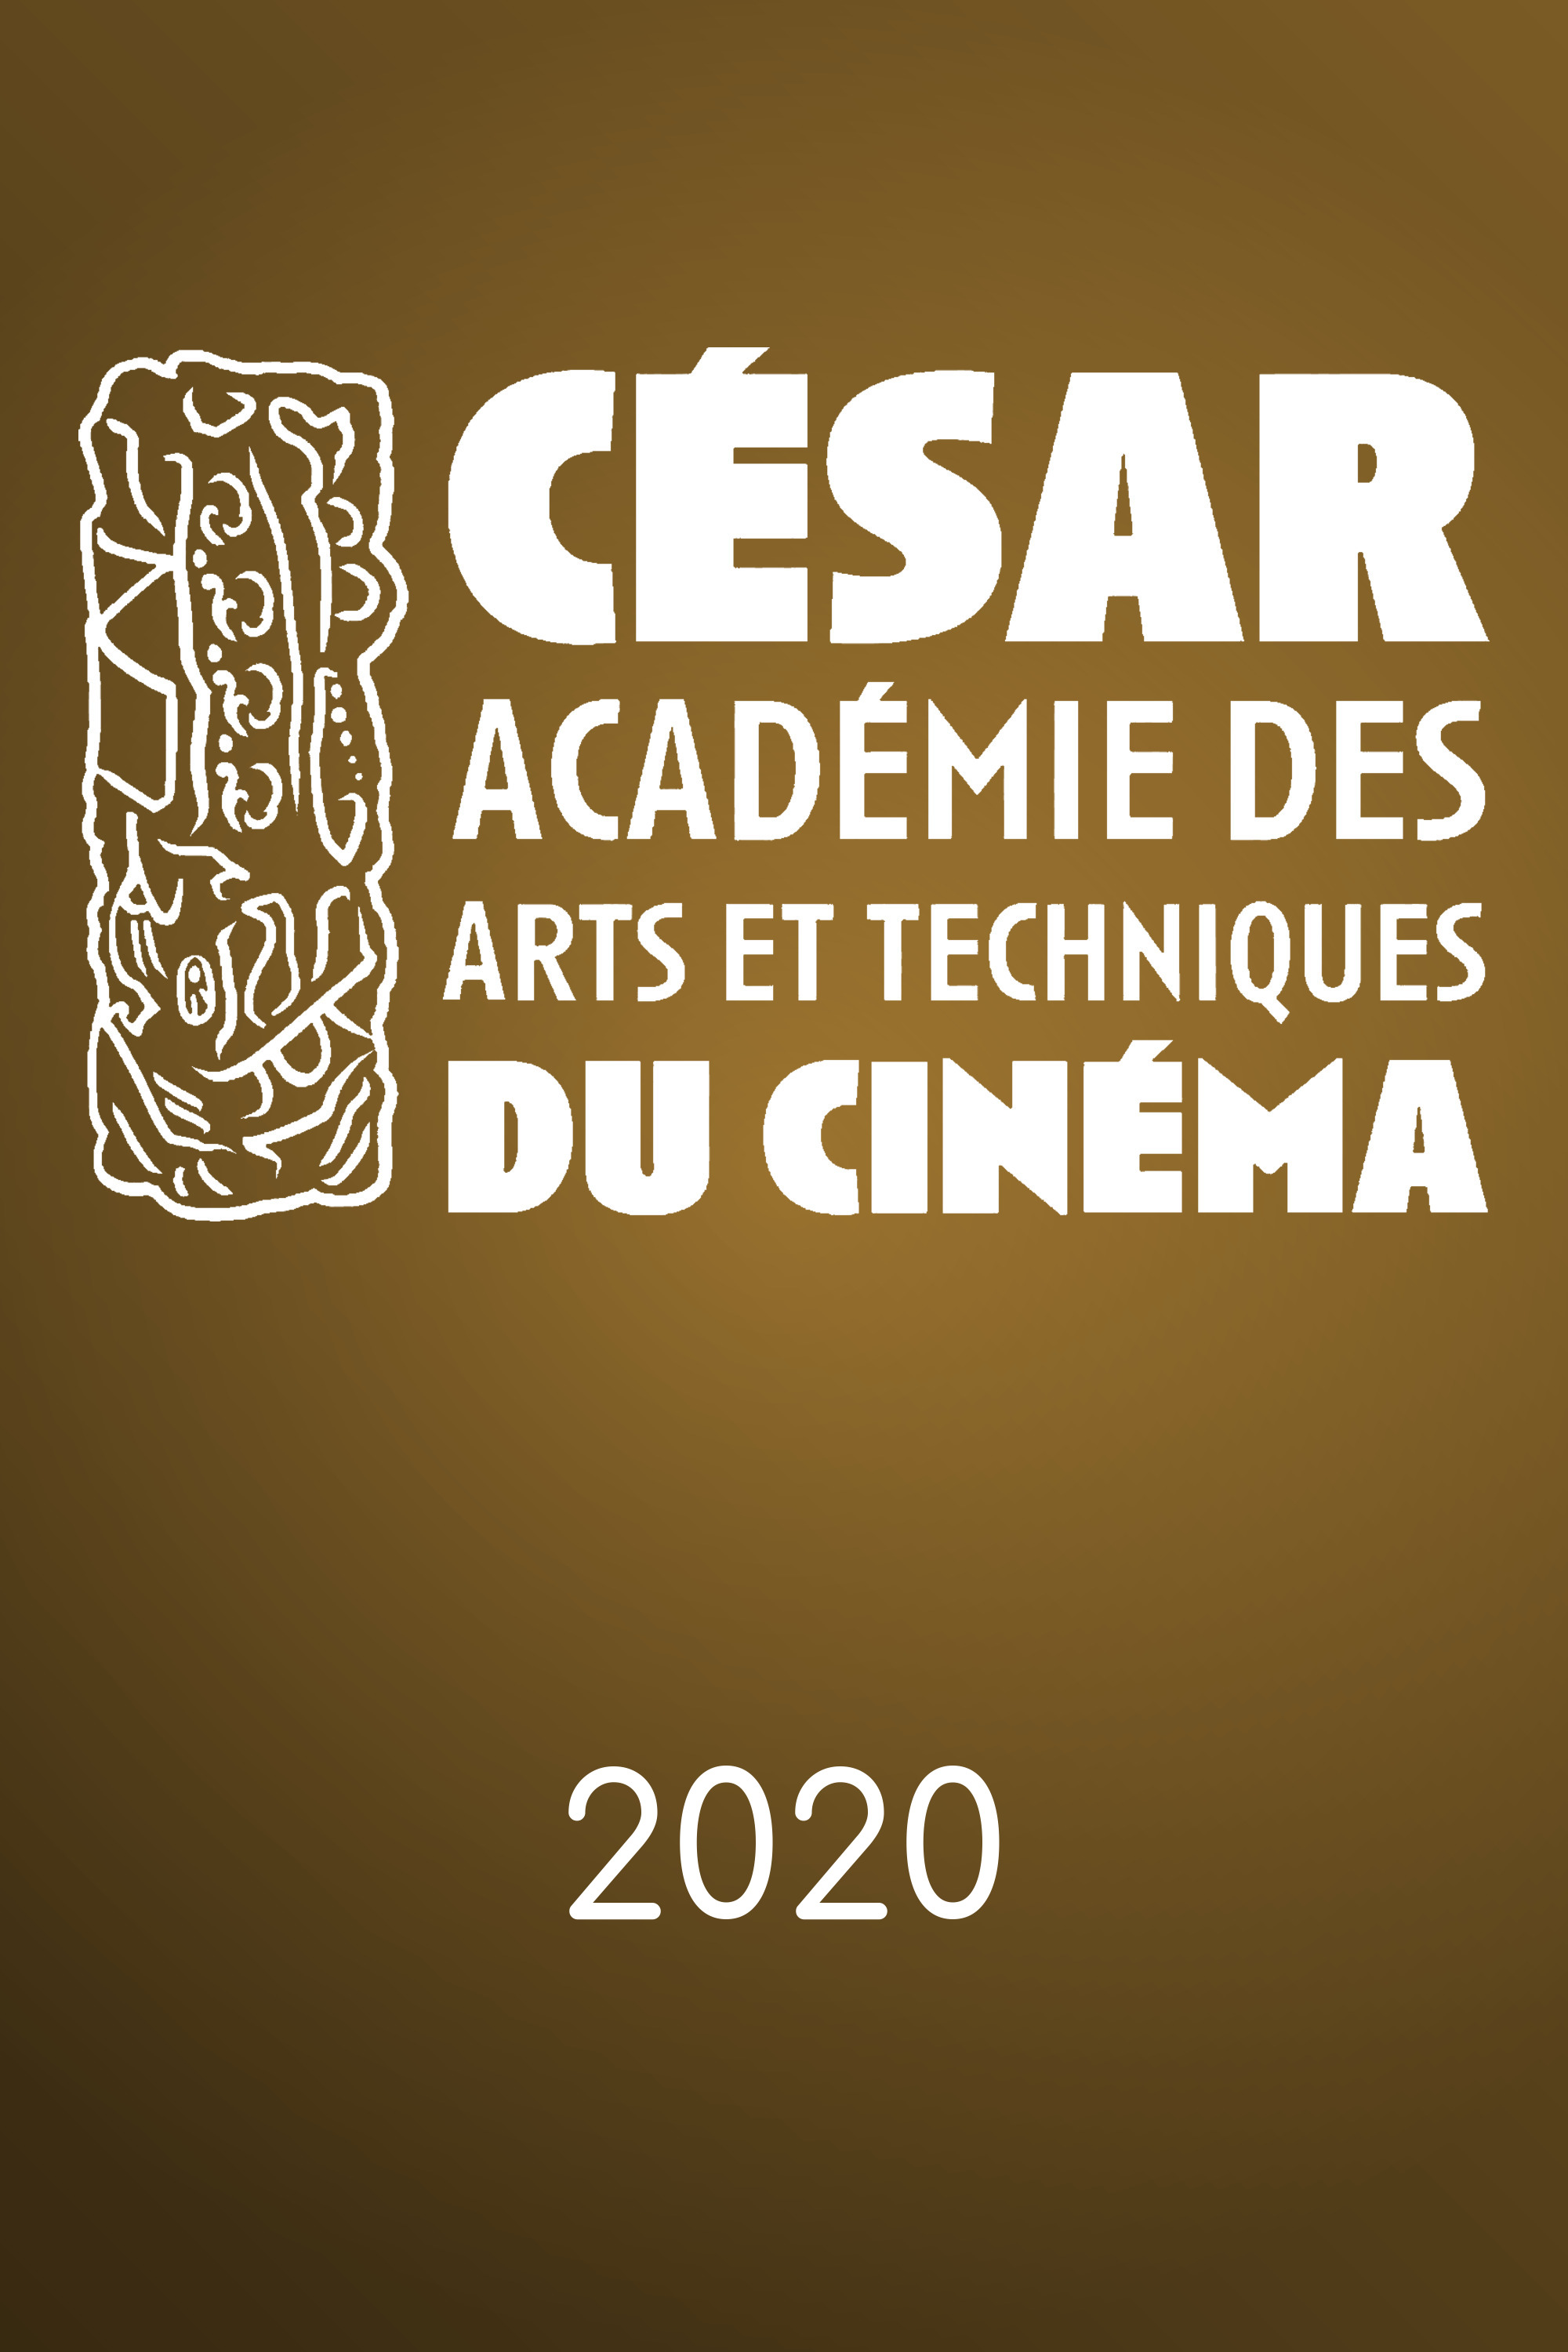 CÉSAR
ACADÉMIE DES
ARTS ET TECHNIQUES
DU CINÉMA
2020